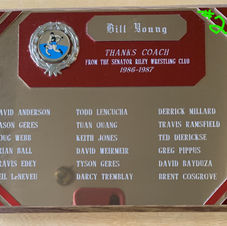 Bill Young
THANKS COACH
FROM THE SENATOR RILEY WRESTLING CLUB
1986-1987
DAVID ANDERSON TODD LENCUCHA DERRICK MILLARD
JASON GERES TUAN QUANG TRAVIS RAMSFIELD
DOUG WEBB KEITH JONES TED DIERICKSE
BRIAN BALL DAVID WEIRMEIR GREG PIPPUS
TRAVIS EDEY TYSON GERES DAVID BAYDUZA
NEIL LeNEVEU DARCY TREMBLAY BRENT COSGROVE